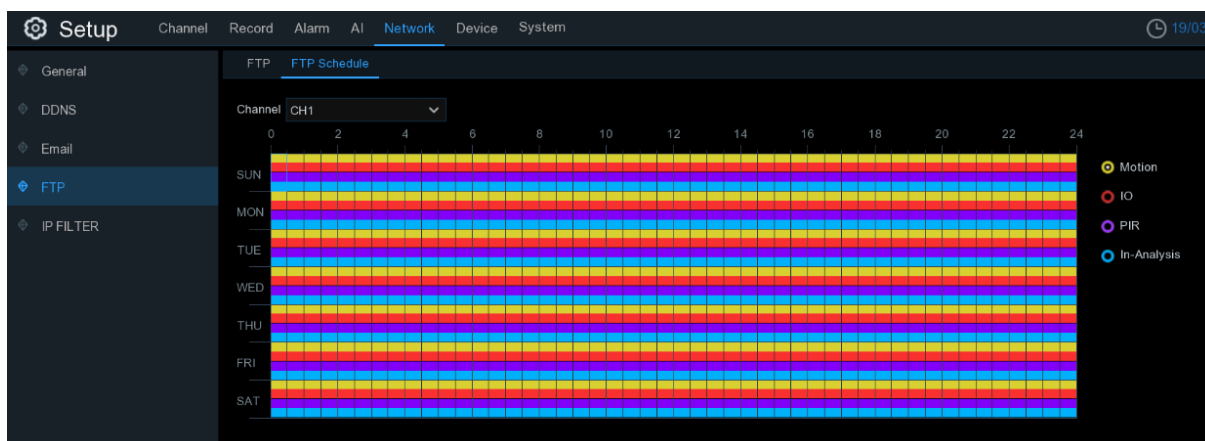 Setup Channel Record Alarm AI Network Device System 19/03
General
DDNS
Email
FTP
IP FILTER
FTP FTP Schedule
Channel CH1
0 2 4 6 8 10 12 14 16 18 20 22 24
SUN
MON
TUE
WED
THU
FRI
SAT
Motion
IO
PIR
In-Analysis